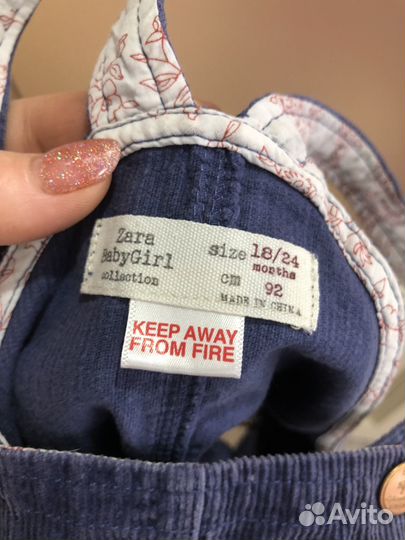 Zara
BabyGirl
collection
size 18/24
months
cm 92
MADE IN CHINA
KEEP AWAY
FROM FIRE
Avito